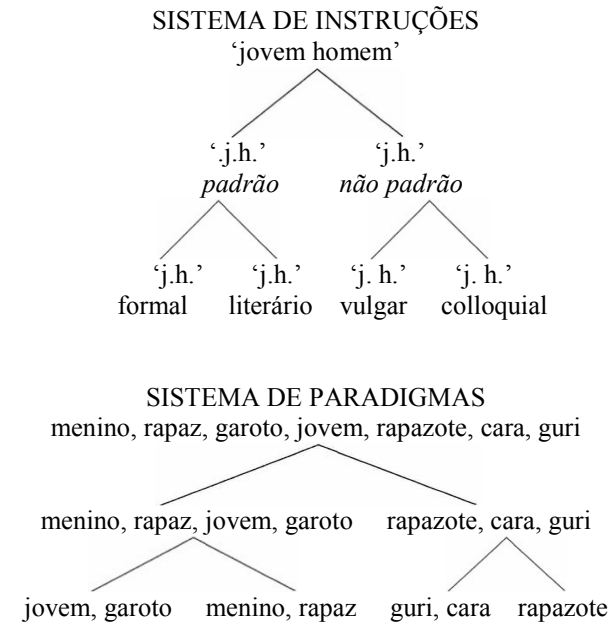 SISTEMA DE INSTRUÇÕES
‘jovem homem’
‘.j.h.’ ‘j.h.’
padrão não padrão
‘j.h.’ ‘j.h.’ ‘j. h.’ ‘j. h.’
formal literário vulgar colloquial
SISTEMA DE PARADIGMAS
menino, rapaz, garoto, jovem, rapazote, cara, guri
menino, rapaz, jovem, garoto rapazote, cara, guri
jovem, garoto menino, rapaz guri, cara rapazote